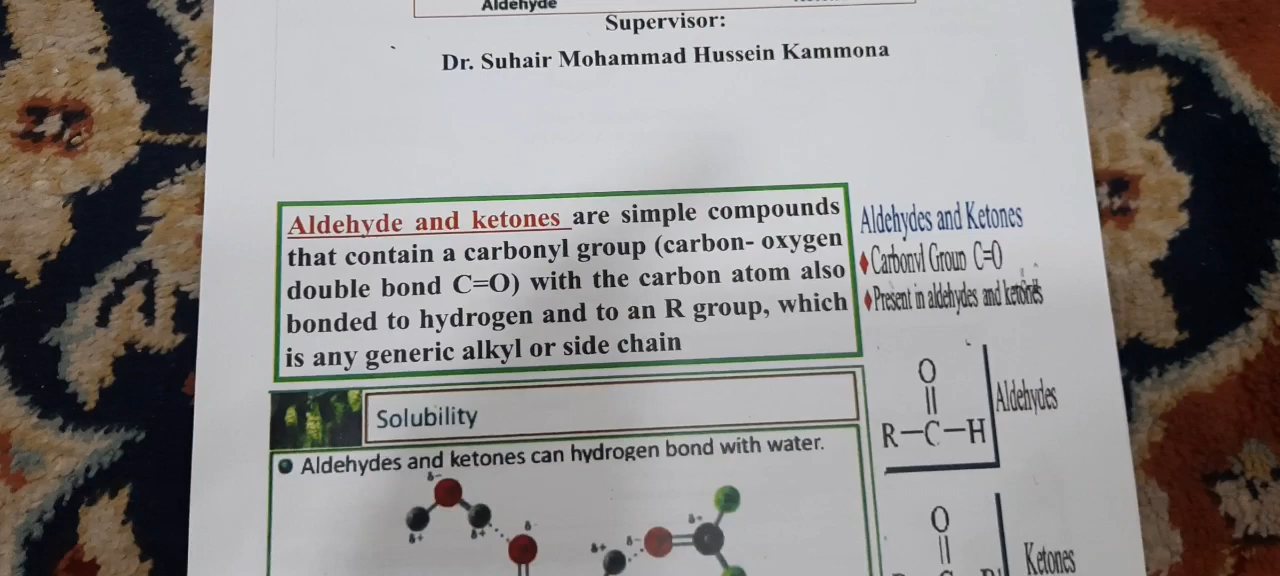 Aldehyde
Supervisor:
Dr. Suhair Mohammad Hussein Kammona
Aldehyde and ketones are simple compounds
that contain a carbonyl group (carbon- oxygen
double bond C=O) with the carbon atom also
bonded to hydrogen and to an R group, which
is any generic alkyl or side chain
Aldehydes and Ketones
Carbonyl Group C=O
Present in aldehydes and ketones
O
R—C—H
Aldehydes
Solubility
Aldehydes and ketones can hydrogen bond with water.
δ-
δ+
δ+
δ-
δ+
δ-
δ+
O
Ketones